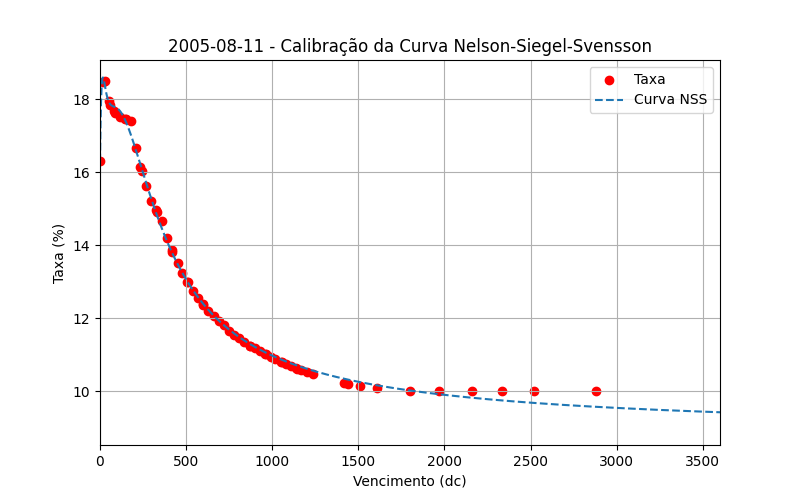 2005-08-11 - Calibração da Curva Nelson-Siegel-Svensson
Taxa
Curva NSS
Taxa (%)
18
16
14
12
10
0 500 1000 1500 2000 2500 3000 3500
Vencimento (dc)